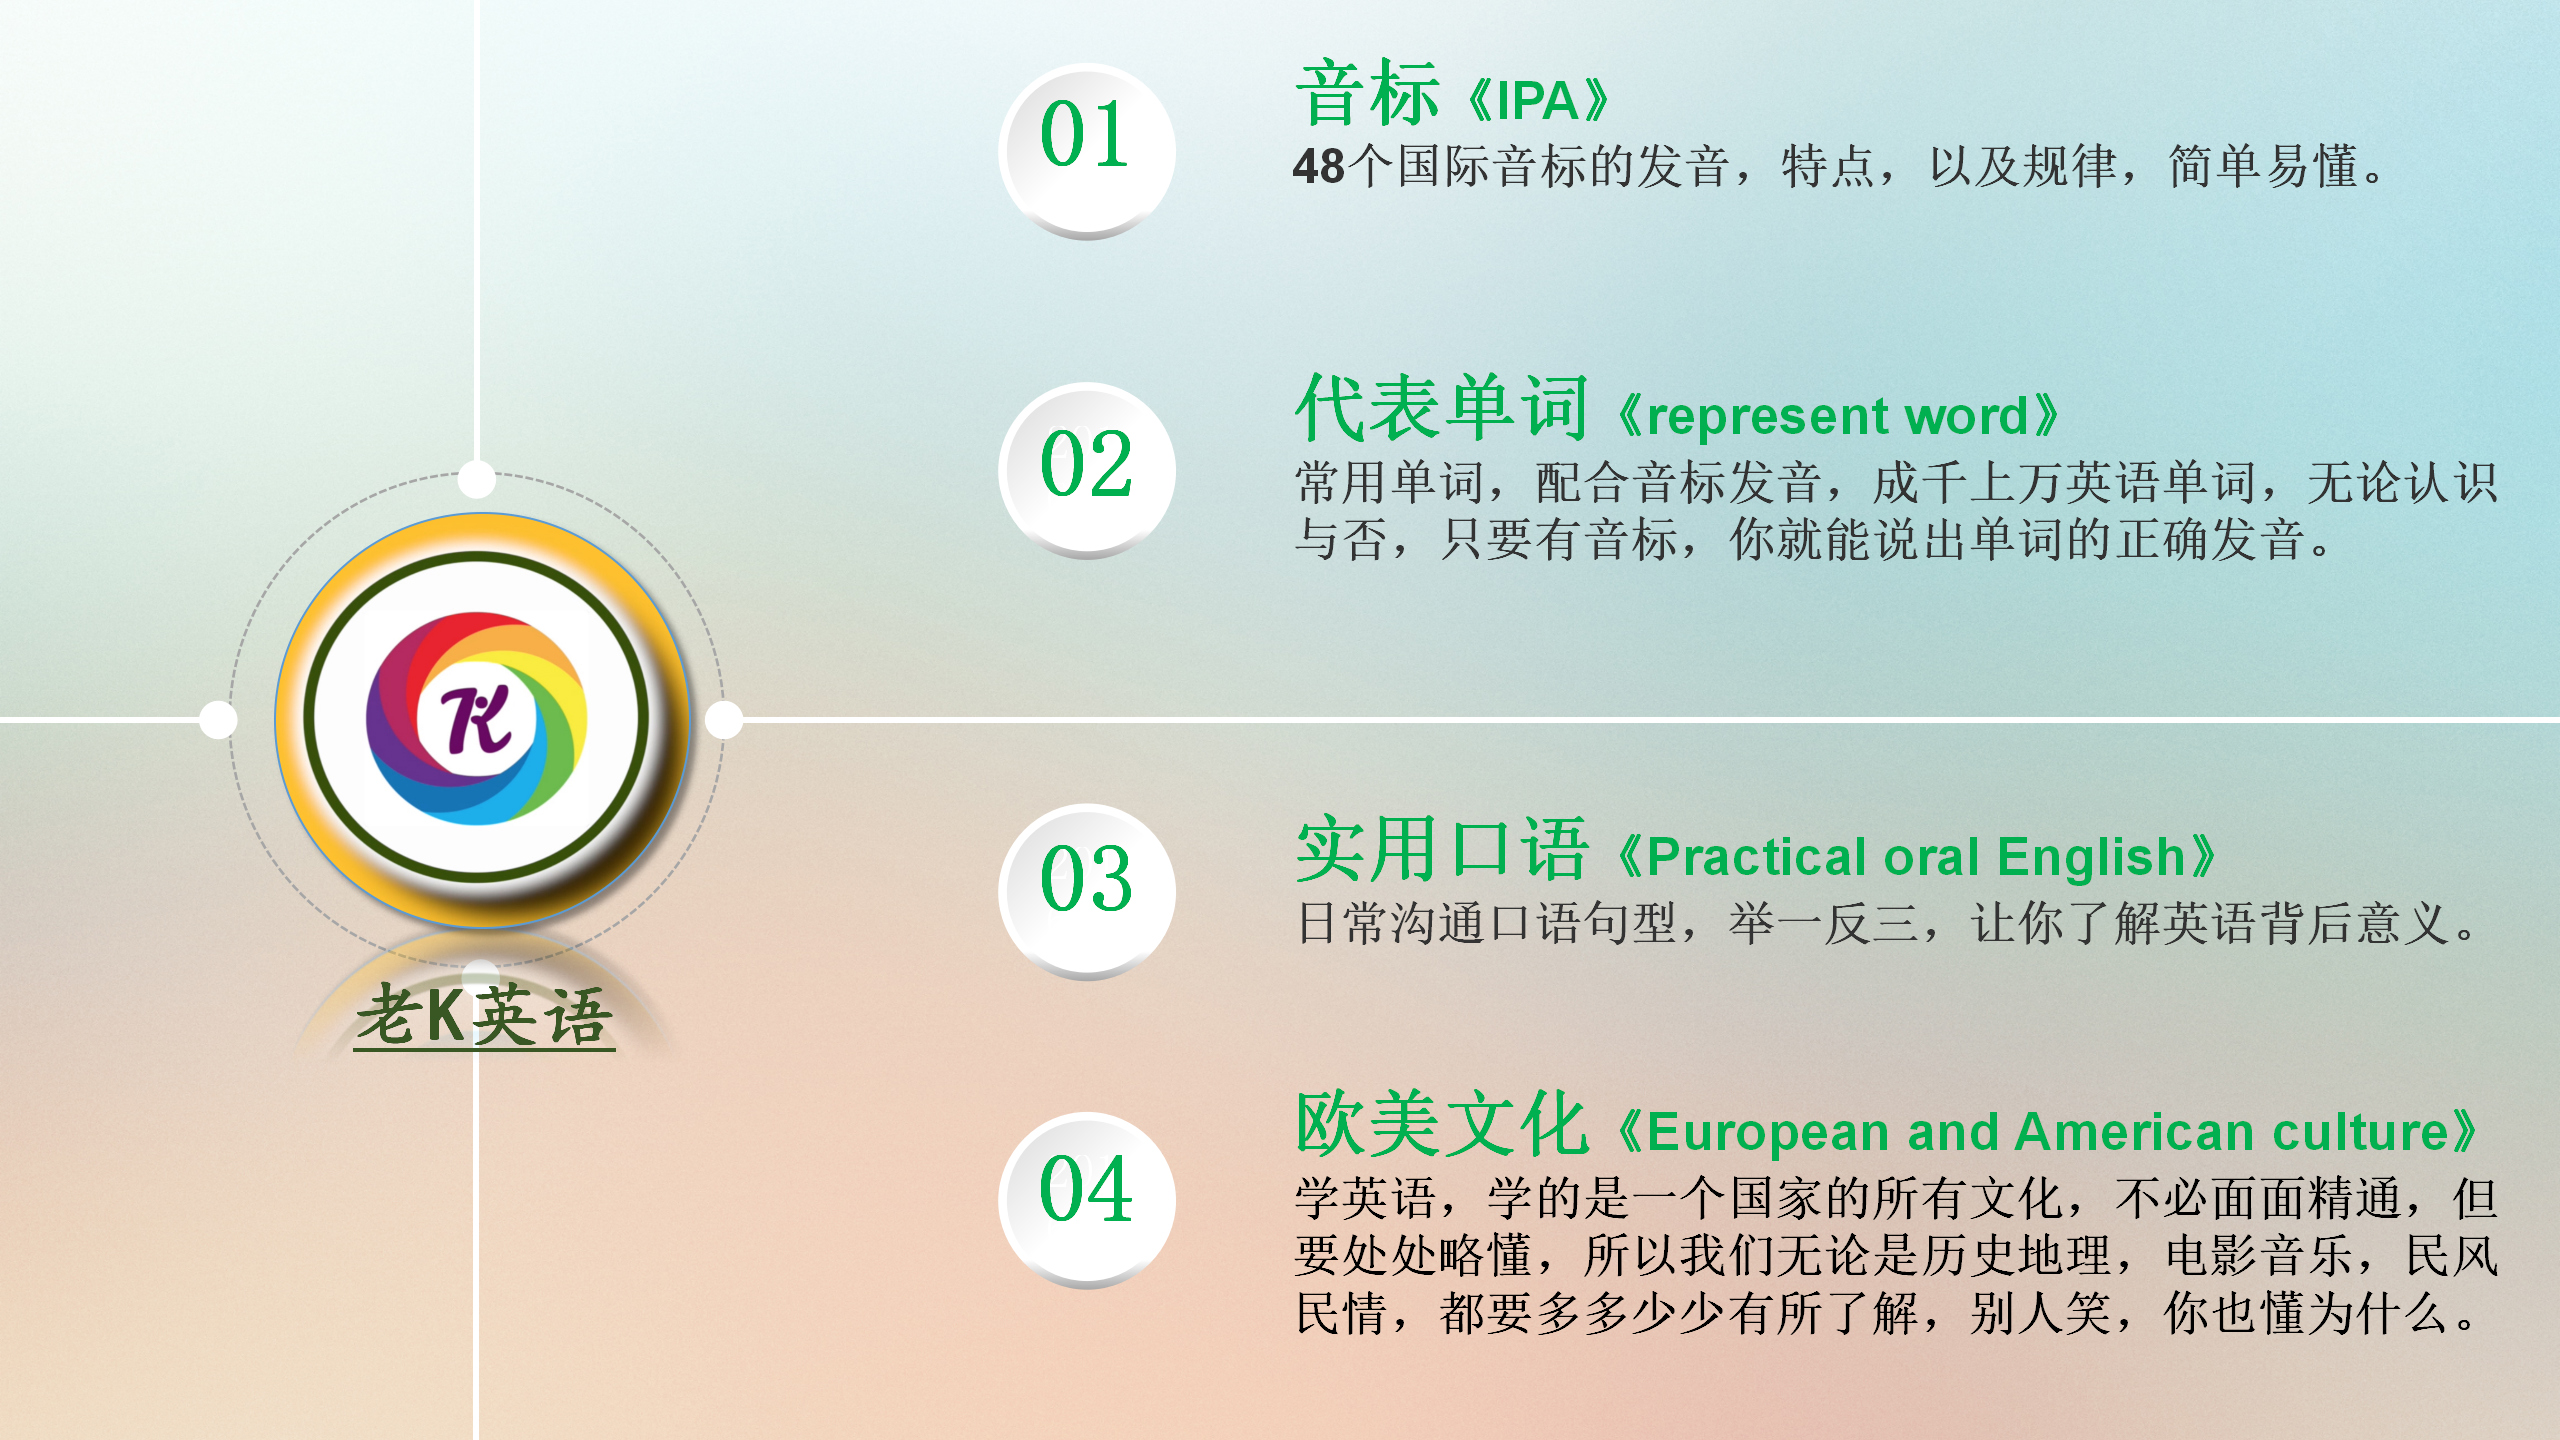 01
音标《IPA》
48个国际音标的发音，特点，以及规律，简单易懂。
02
代表单词《represent word》
常用单词，配合音标发音，成千上万英语单词，无论认识
与否，只要有音标，你就能说出单词的正确发音。
K
老K英语
03
实用口语《Practical oral English》
日常沟通口语句型，举一反三，让你了解英语背后意义。
04
欧美文化《European and American culture》
学英语，学的是一个国家的所有文化，不必面面精通，但
要处处略懂，所以我们无论是历史地理，电影音乐，民风
民情，都要多多少少有所了解，别人笑，你也懂为什么。